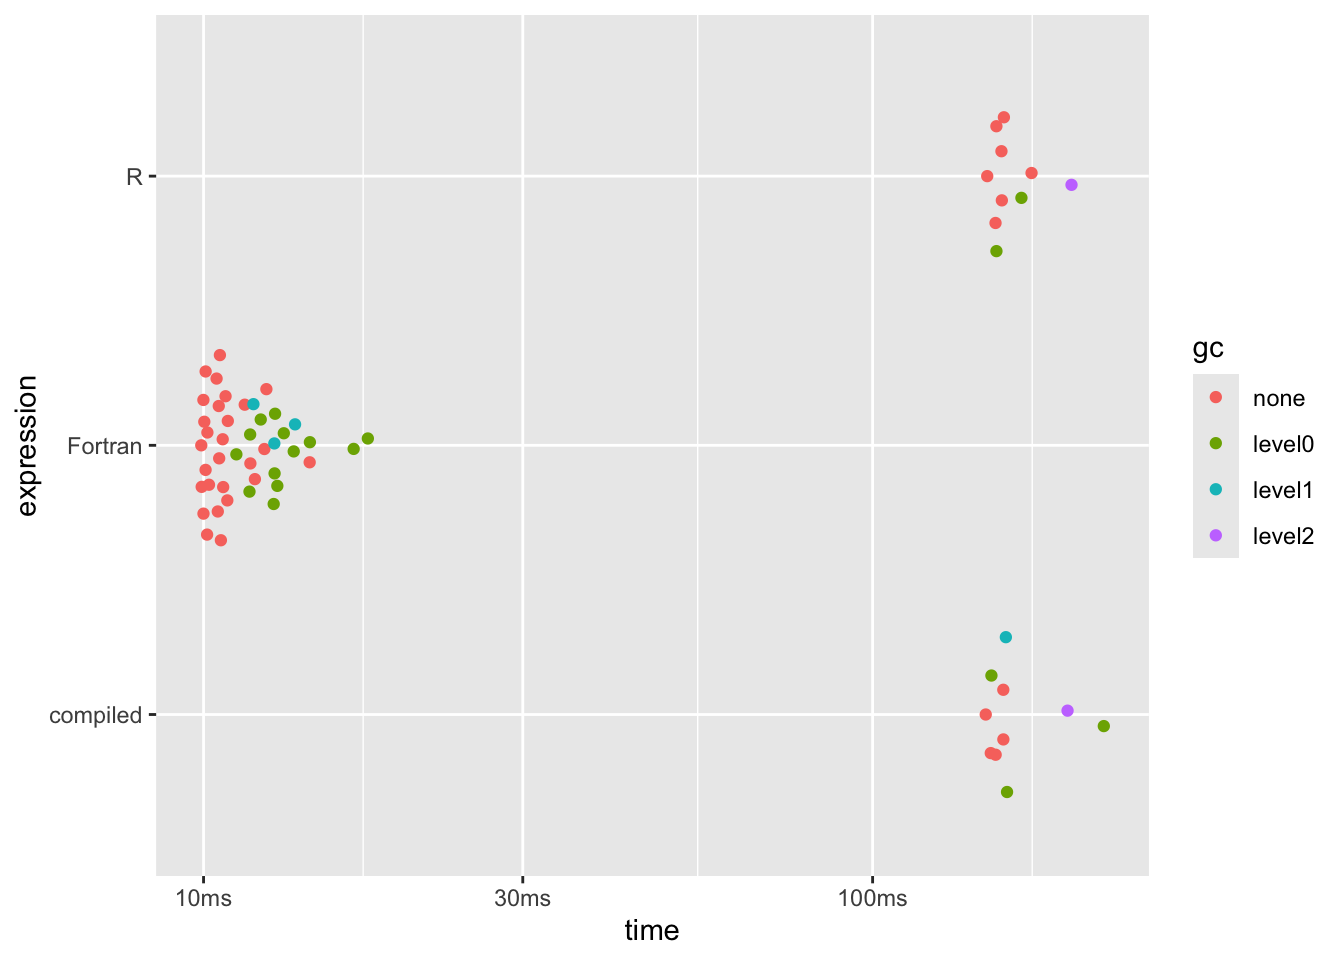 R
Fortran
compiled
expression
10ms
30ms
100ms
time
gc
none
level0
level1
level2